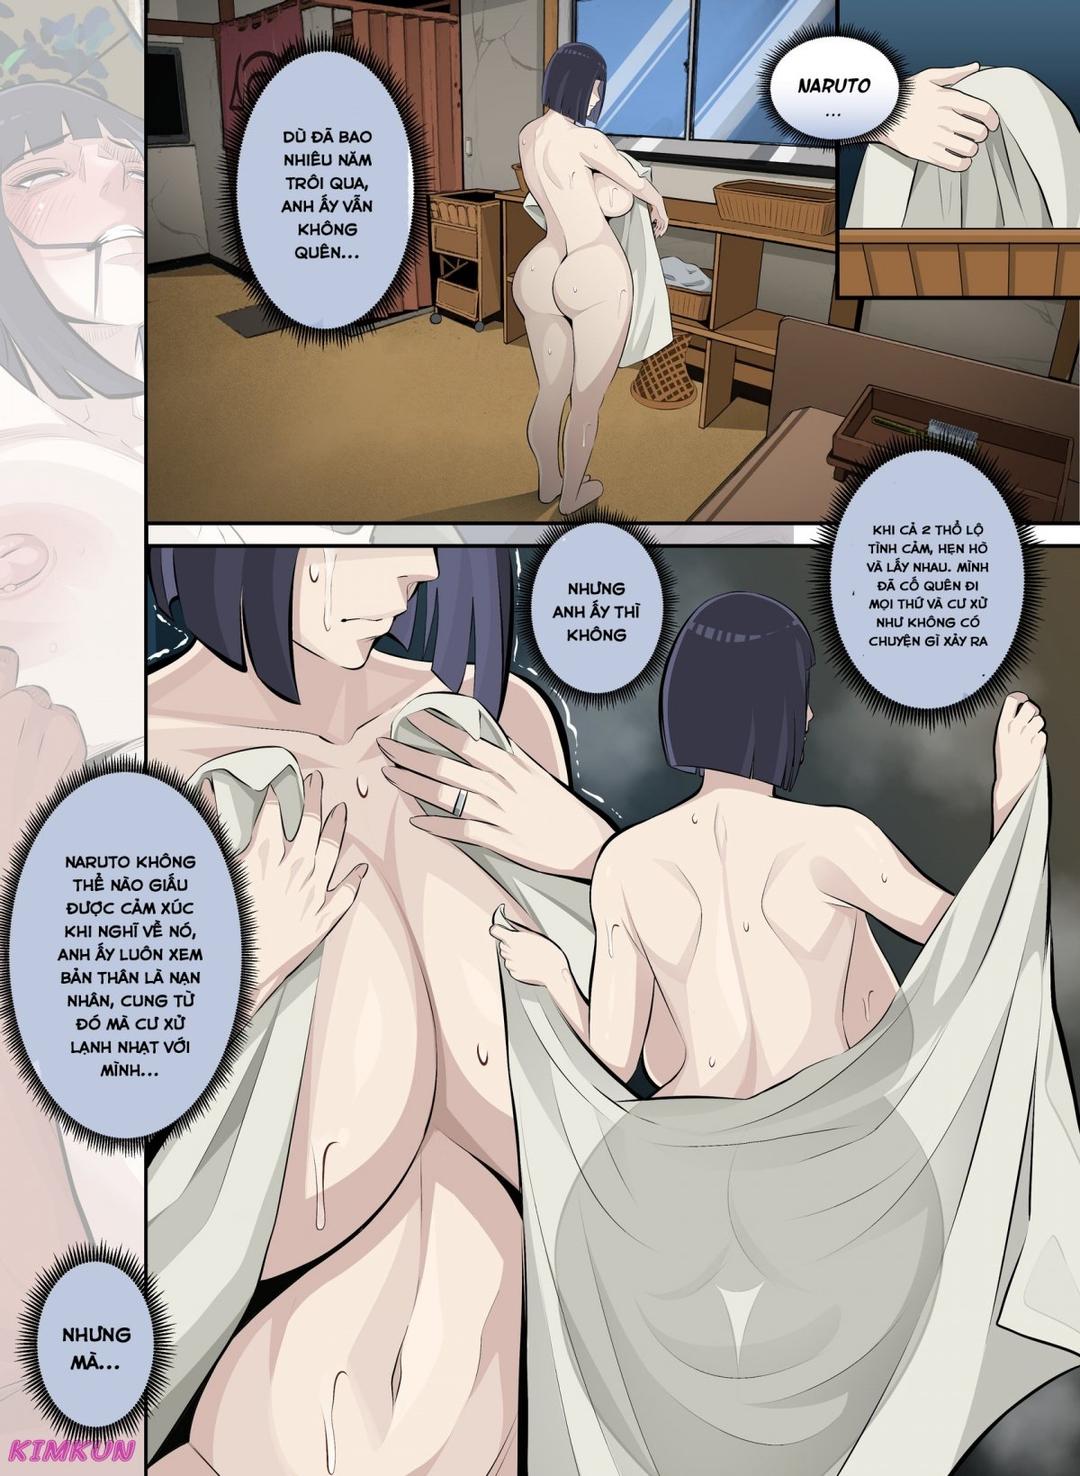 NARUTO
...
DÙ ĐÃ BAO
NHIÊU NĂM
TRÔI QUA,
ANH ẤY VẪN
KHÔNG
QUÊN...
KHI CẢ 2 THỔ LỘ
TÌNH CẢM, HẸN HÒ
VÀ LẤY NHAU. MÌNH
ĐÃ CỐ QUÊN ĐI
MỌI THỨ VÀ CƯ XỬ
NHƯ KHÔNG CÓ
CHUYỆN GÌ XẢY RA
NHƯNG
ANH ẤY THÌ
KHÔNG
NARUTO KHÔNG
THỂ NÀO GIẤU
ĐƯỢC CẢM XÚC
KHI NGHĨ VỀ NÓ,
ANH ẤY LUÔN XEM
BẢN THÂN LÀ NẠN
NHÂN, CUNG TỪ
ĐÓ MÀ CƯ XỬ
LẠNH NHẠT VỚI
MÌNH...
NHƯNG
MÀ...
KIMKUN